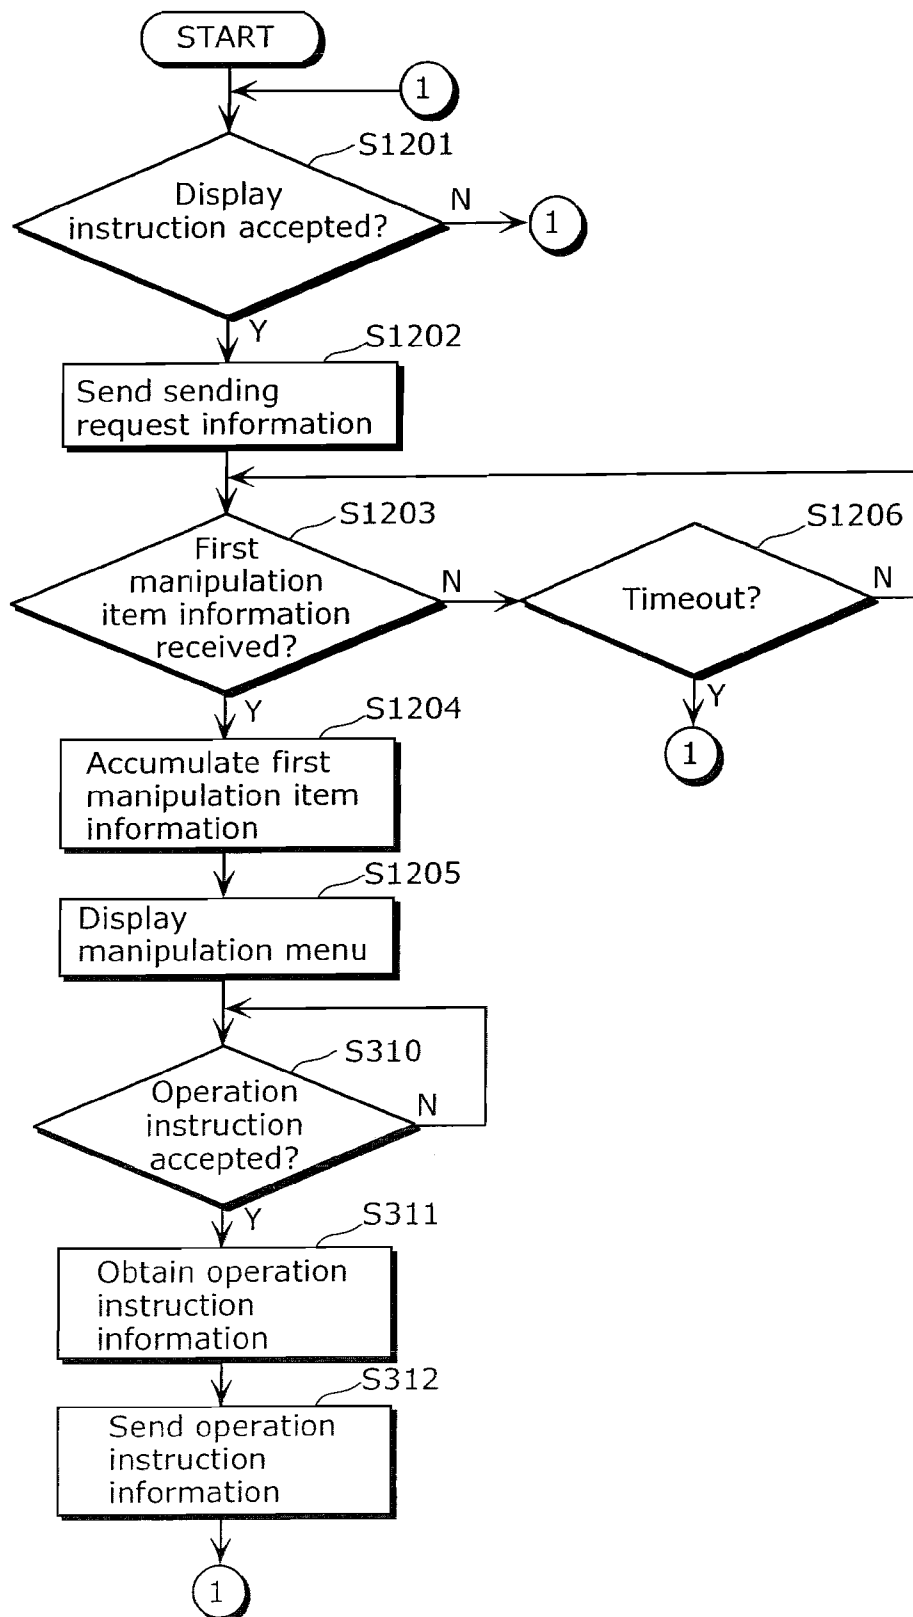 START
1
S1201
Display
instruction accepted?
N
1
Y
S1202
Send sending
request information
S1203
First
manipulation
item information
received?
N
S1206
Timeout?
N
Y
1
Y
S1204
Accumulate first
manipulation item
information
S1205
Display
manipulation menu
S310
Operation
instruction
accepted?
N
Y
S311
Obtain operation
instruction
information
S312
Send operation
instruction
information
1